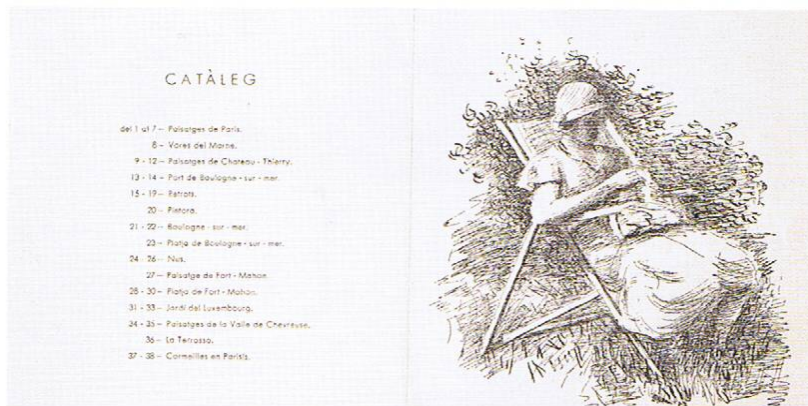 CATÀLEG
del 1 al 7 – Paisatges de Paris.
8 – Vores del Marne.
9 - 12 – Paisatges de Chateau - Thierry.
13 - 14 – Port de Boulogne - sur - mer.
15 - 19 – Retrats.
20 – Pintora.
21 - 22 – Boulogne - sur - mer.
23 – Platja de Boulogne - sur - mer.
24 - 26 – Nus.
27 – Paisatge de Fort - Mahon
28 - 30 – Platja de Fort - Mahon.
31 - 33 – Jardí del Luxembourg.
34 - 35 – Paisatges de la Valle de Chevreuse.
36 – La Terrassa.
37 - 38 – Cormeilles en Parisis.